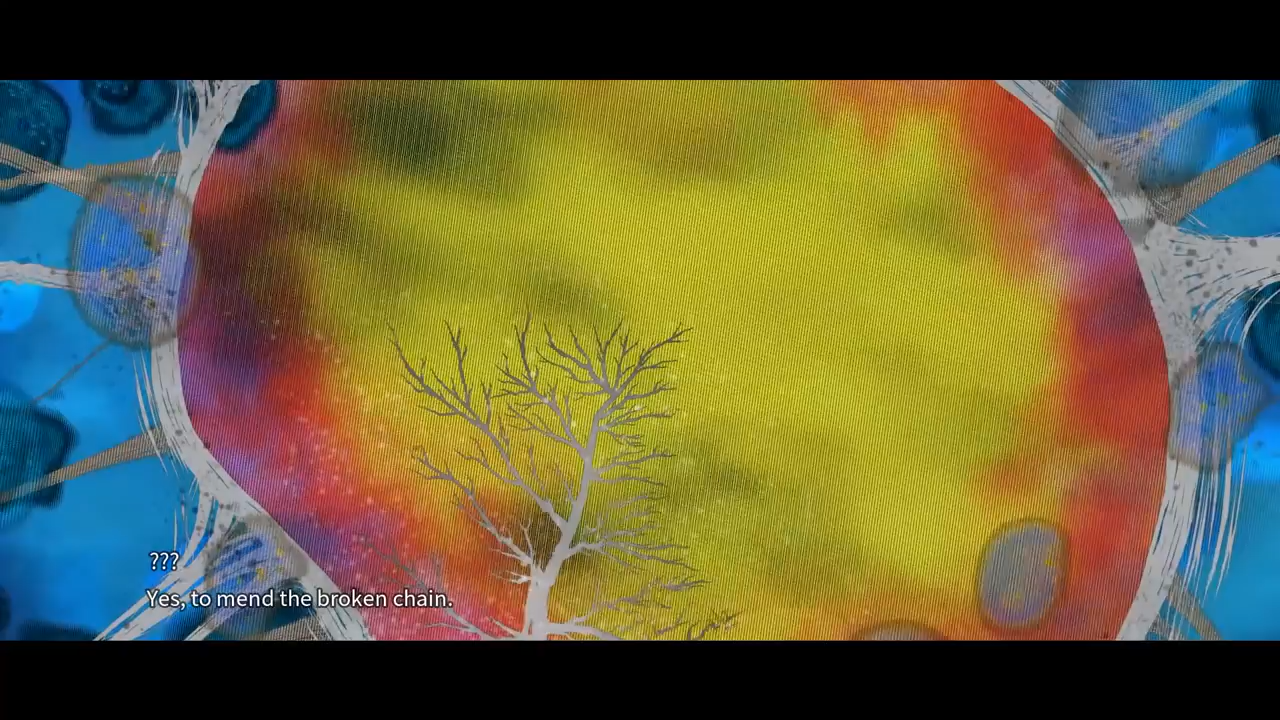 ???
Yes, to mend the broken chain.